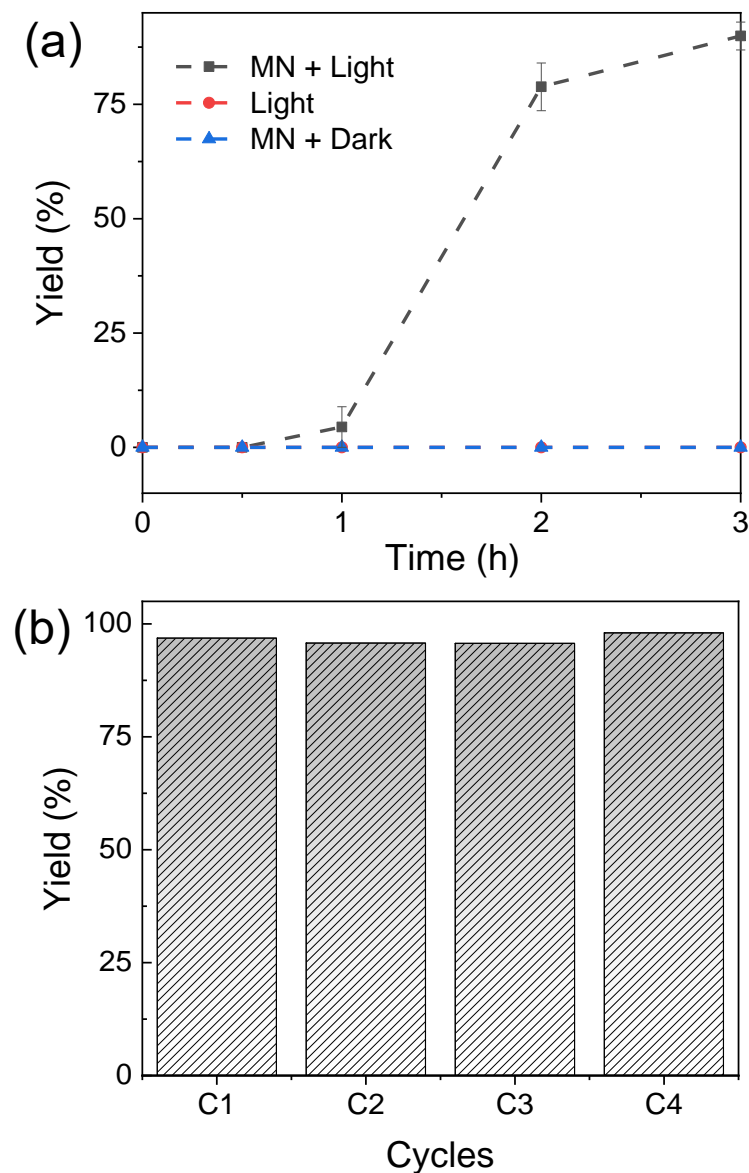 (a)
MN + Light
Light
MN + Dark
75
50
25
0
Yield (%)
0 1 2 3
Time (h)
(b)
100
75
50
25
0
Yield (%)
C1 C2 C3 C4
Cycles